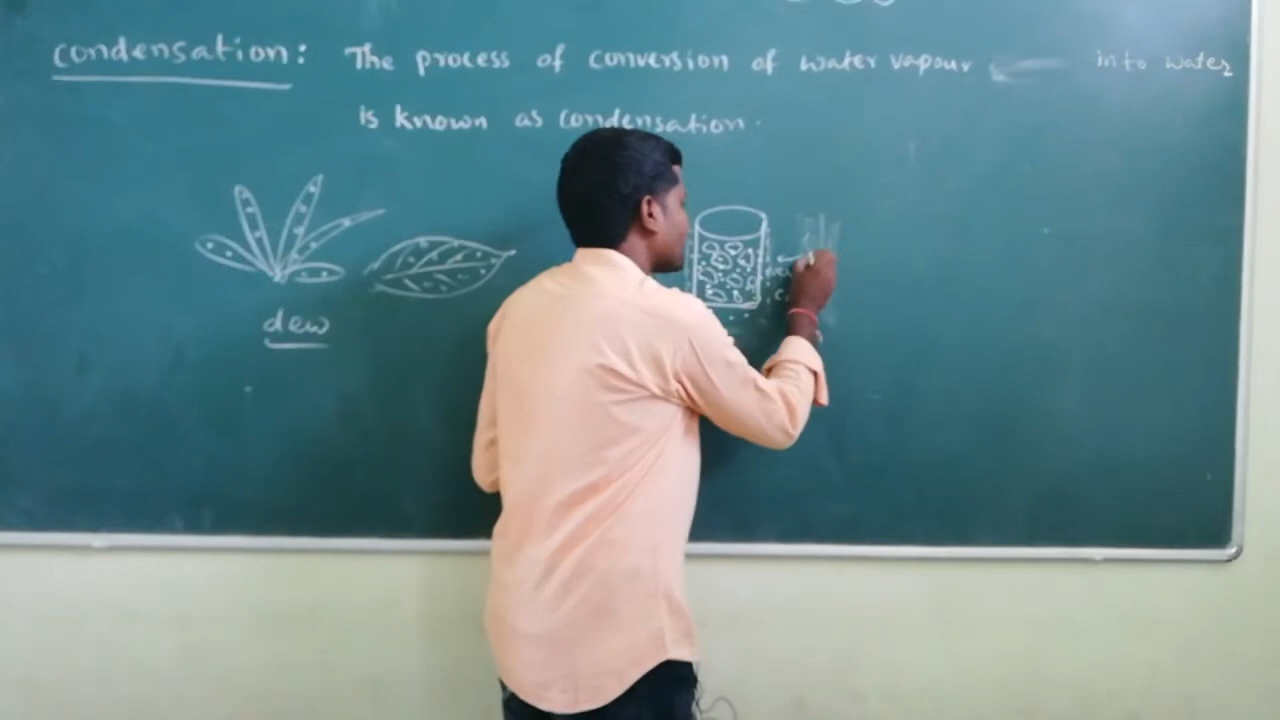 condensation: The process of conversion of water vapour into water
is known as condensation.
dew